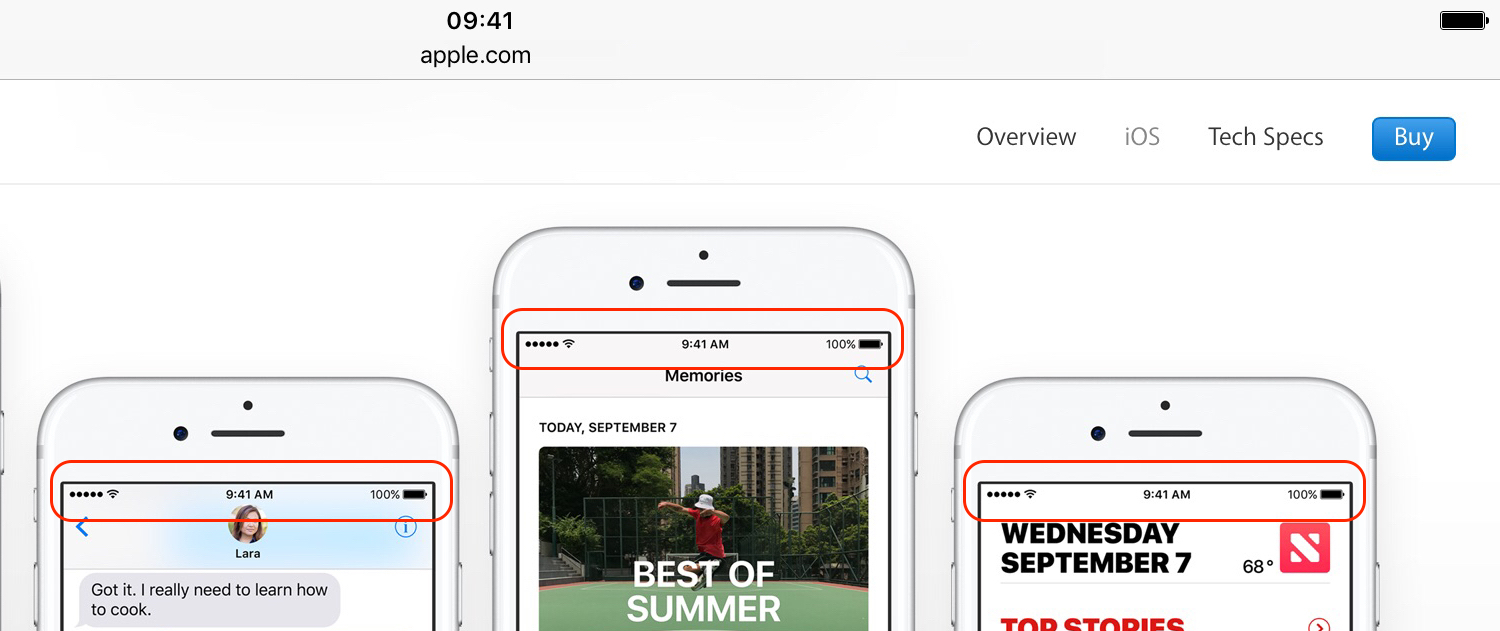 09:41
apple.com
Overview iOS Tech Specs Buy
9:41 AM 100%
Memories
TODAY, SEPTEMBER 7
BEST OF
SUMMER
9:41 AM 100%
Lara
Got it. I really need to learn how
to cook.
9:41 AM 100%
WEDNESDAY
SEPTEMBER 7
68°
TOP STORIES